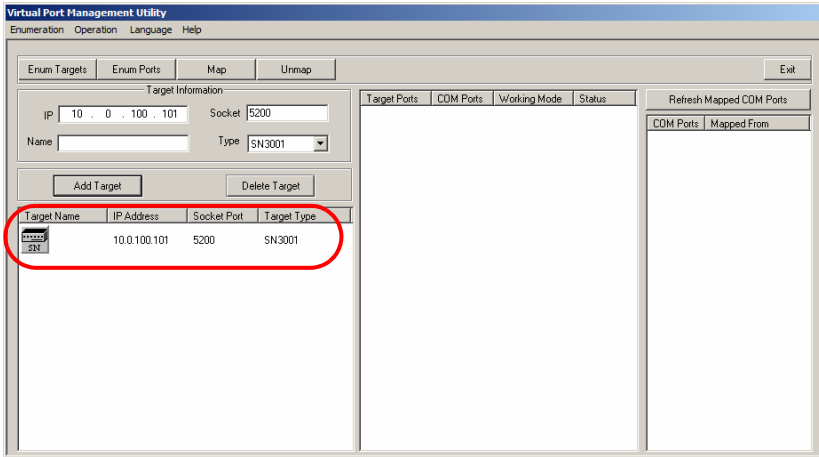 Virtual Port Management Utility
Enumeration Operation Language Help
Enum Targets Enum Ports Map Unmap Exit
Target Information
IP 10 . 0 . 100 . 101 Socket 5200
Name Type SN3001
Add Target Delete Target
Target Name IP Address Socket Port Target Type
SN 10.0.100.101 5200 SN3001
Target Ports COM Ports Working Mode Status
Refresh Mapped COM Ports
COM Ports Mapped From